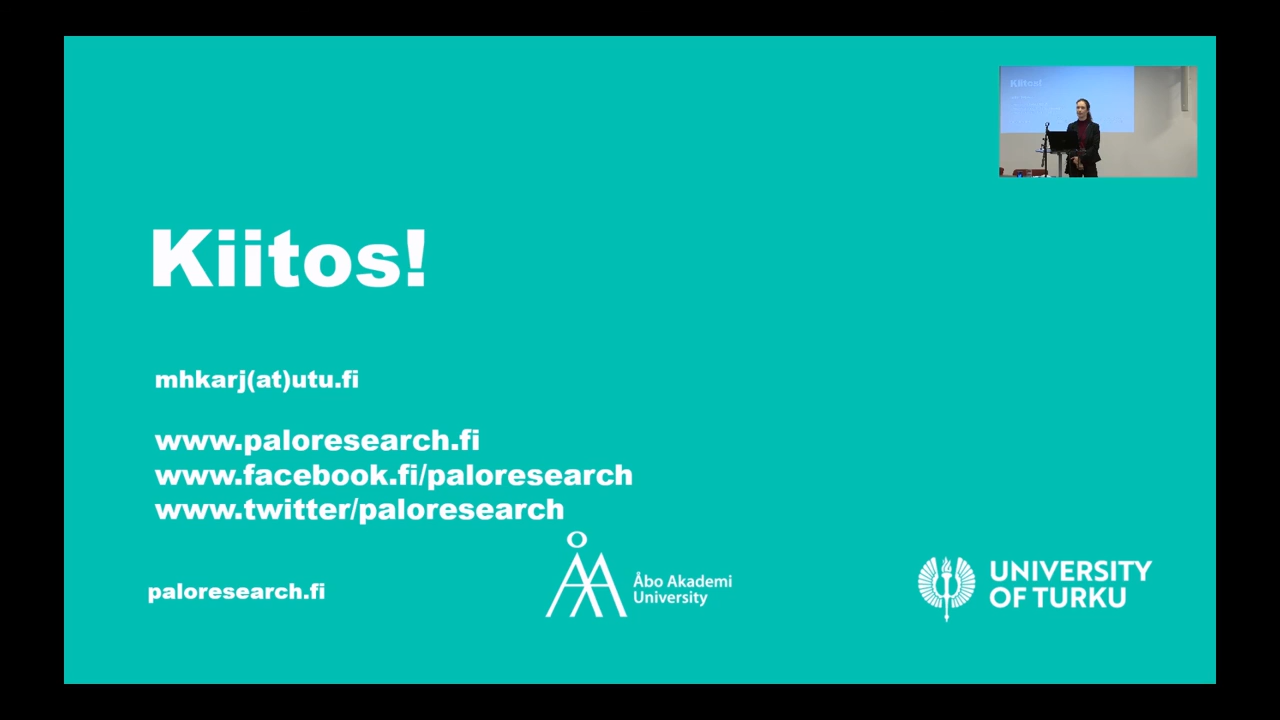 Kiitos!
mhkarj(at)utu.fi
www.paloresearch.fi
www.facebook.fi/paloresearch
www.twitter/paloresearch
paloresearch.fi
Åbo Akademi
University
UNIVERSITY
OF TURKU
Kiitos!